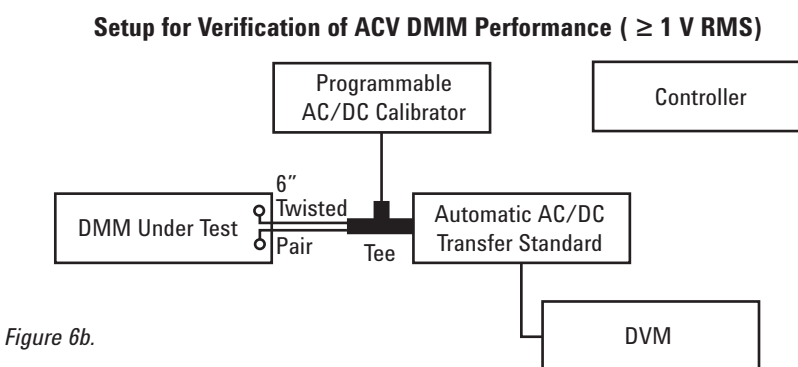 Setup for Verification of ACV DMM Performance ( ≥ 1 V RMS)
Programmable
AC/DC Calibrator
Controller
6″
Twisted
Pair
DMM Under Test
Tee
Automatic AC/DC
Transfer Standard
DVM
Figure 6b.